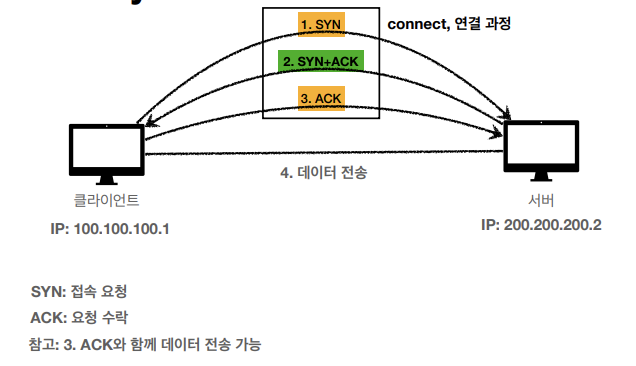 1. SYN
connect, 연결 과정
2. SYN+ACK
3. ACK
4. 데이터 전송
클라이언트
서버
IP: 100.100.100.1
IP: 200.200.200.2
SYN: 접속 요청
ACK: 요청 수락
참고: 3. ACK와 함께 데이터 전송 가능